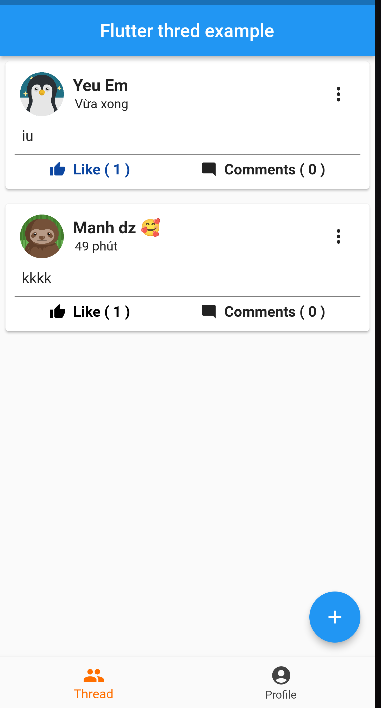 Flutter thred example
Yeu Em
Vừa xong
iu
Like ( 1 )
Comments ( 0 )
Manh dz 🥰
49 phút
kkkk
Like ( 1 )
Comments ( 0 )
Thread
Profile